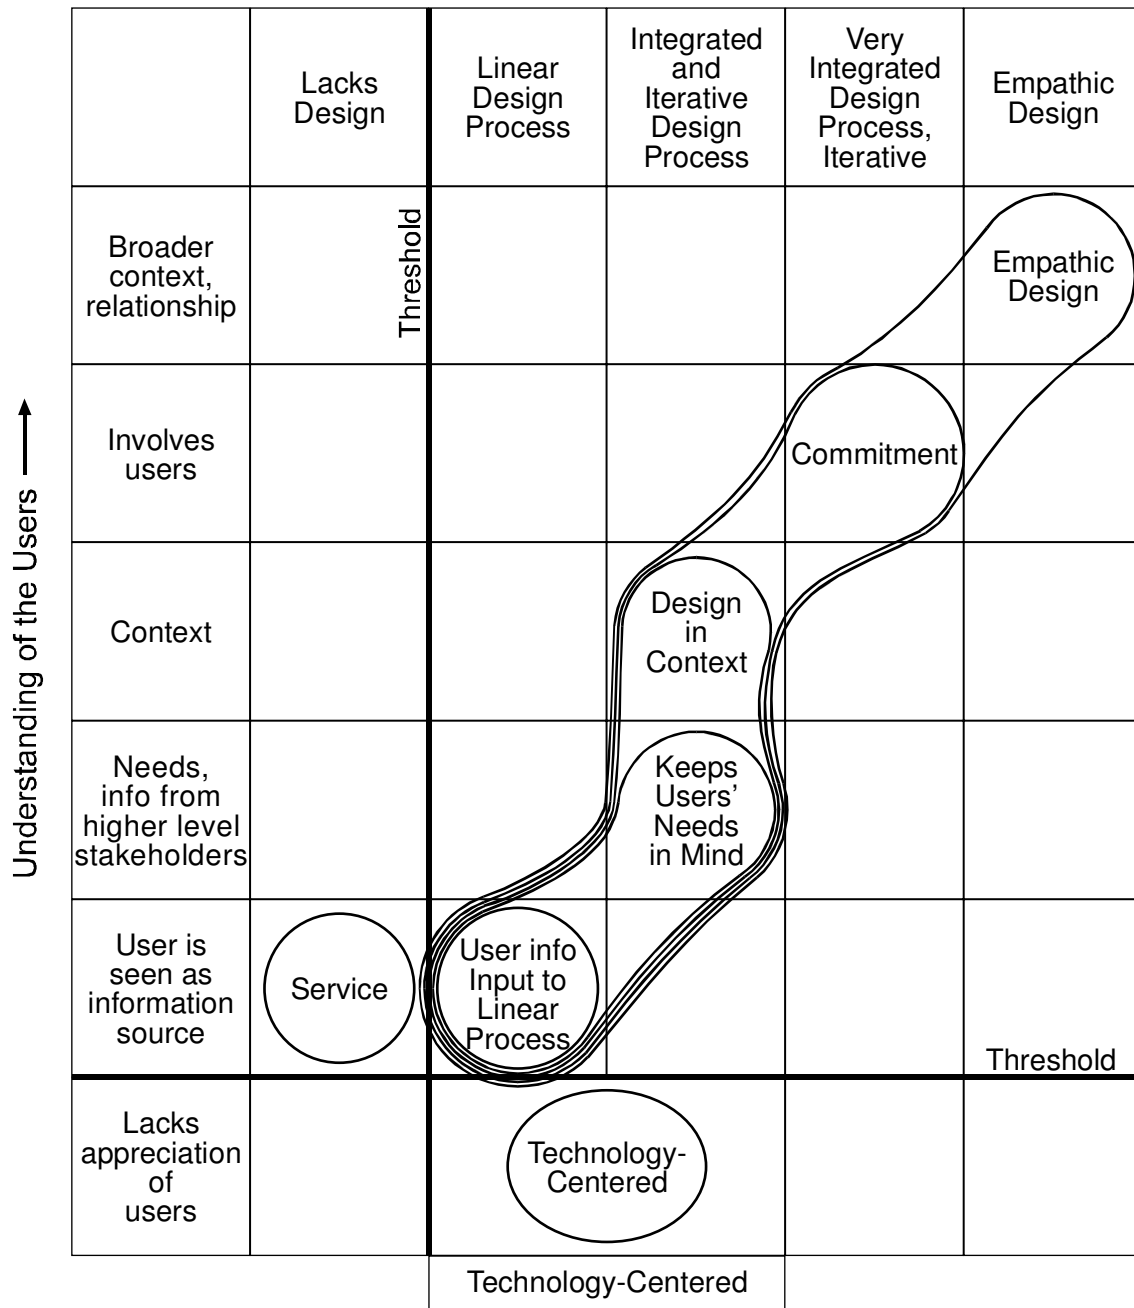 Lacks
Design
Linear
Design
Process
Integrated
and
Iterative
Design
Process
Very
Integrated
Design
Process,
Iterative
Empathic
Design
Broader
context,
relationship
Threshold
Empathic
Design
Understanding of the Users
Involves
users
Commitment
Context
Design
in
Context
Needs,
info from
higher level
stakeholders
Keeps
Users’
Needs
in Mind
User is
seen as
information
source
Service
User info
Input to
Linear
Process
Threshold
Lacks
appreciation
of
users
Technology-
Centered
Technology-Centered